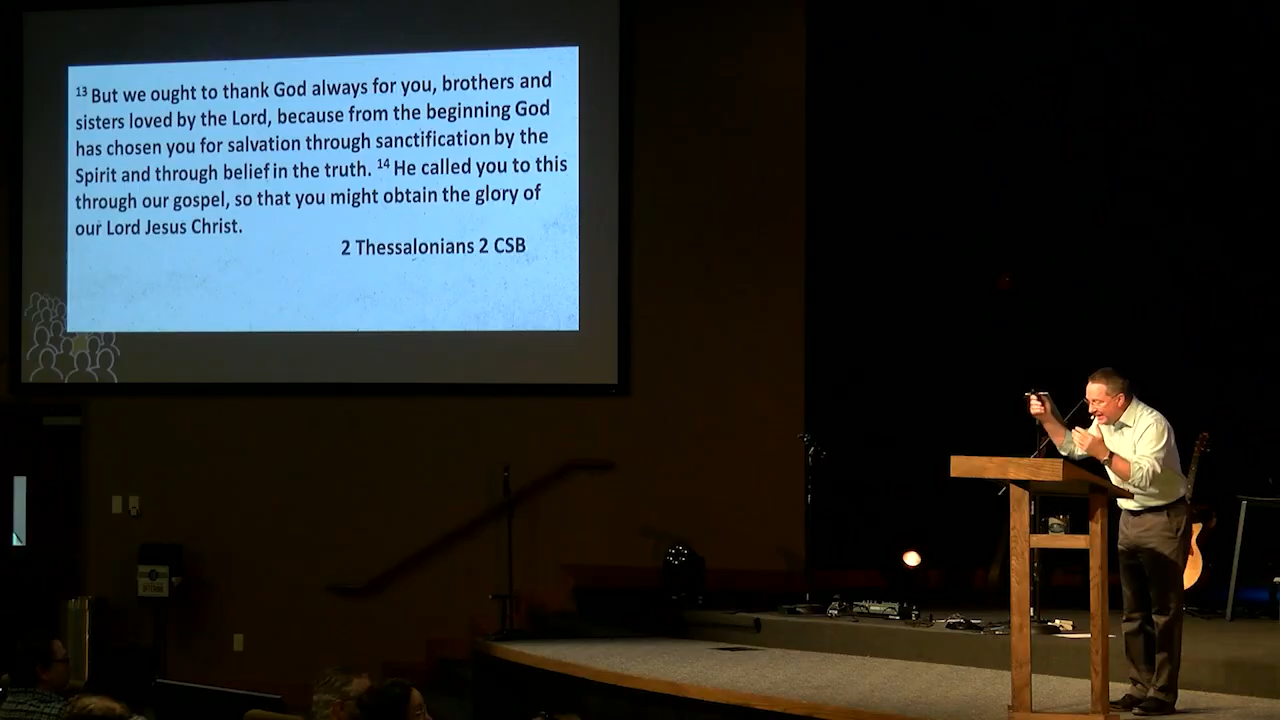 13 But we ought to thank God always for you, brothers and
sisters loved by the Lord, because from the beginning God
has chosen you for salvation through sanctification by the
Spirit and through belief in the truth. 14 He called you to this
through our gospel, so that you might obtain the glory of
our Lord Jesus Christ.
2 Thessalonians 2 CSB